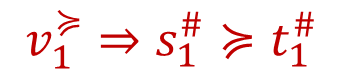 v₁^≽ ⇒ s₁^# ≽ t₁^#